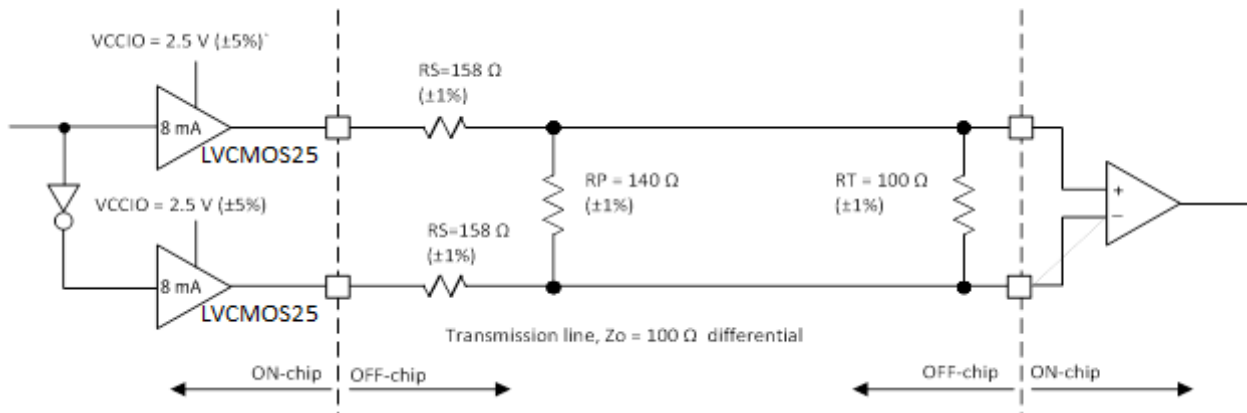 VCCIO = 2.5 V (±5%)`
8 mA
LVCMOS25
VCCIO = 2.5 V (±5%)
8 mA
LVCMOS25
RS=158 Ω
(±1%)
RS=158 Ω
(±1%)
RP = 140 Ω
(±1%)
RT = 100 Ω
(±1%)
+
−
Transmission line, Zo = 100 Ω differential
ON-chip
OFF-chip
OFF-chip
ON-chip